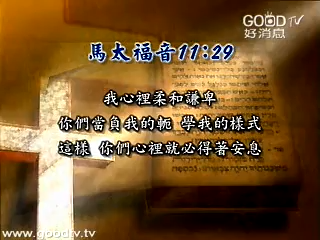 GOOD TV
好消息
馬太福音11:29
我心裡柔和謙卑
你們當負我的軛 學我的樣式
這樣 你們心裡就必得著安息
www.goodtv.tv